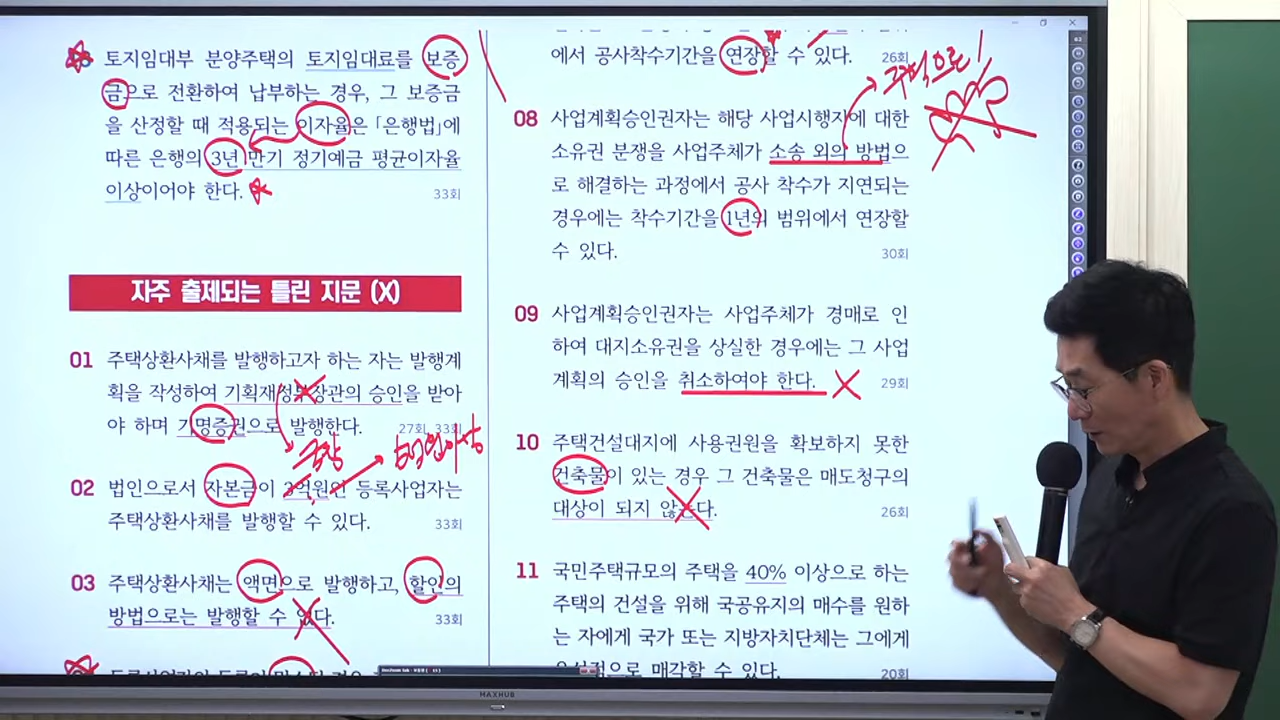 토지임대부 분양주택의 토지임대료를 보증
금으로 전환하여 납부하는 경우, 그 보증금
을 산정할 때 적용되는 이자율은 「은행법」에
따른 은행의 3년 만기 정기예금 평균이자율
이상이어야 한다. 33회
자주 출제되는 틀린 지문 (X)
01 주택상환사채를 발행하고자 하는 자는 발행계
획을 작성하여 기획재정부장관의 승인을 받아
야 하며 기명증권으로 발행한다. 27회, 33회
국장
5억원이상
02 법인으로서 자본금이 3억원인 등록사업자는
주택상환사채를 발행할 수 있다. 33회
03 주택상환사채는 액면으로 발행하고, 할인의
방법으로는 발행할 수 없다. 33회
에서 공사착수기간을 연장할 수 있다. 26회
08 사업계획승인권자는 해당 사업시행지에 대한
소유권 분쟁을 사업주체가 소송 외의 방법으
로 해결하는 과정에서 공사 착수가 지연되는
경우에는 착수기간을 1년의 범위에서 연장할
수 있다. 30회
09 사업계획승인권자는 사업주체가 경매로 인
하여 대지소유권을 상실한 경우에는 그 사업
계획의 승인을 취소하여야 한다. 29회
10 주택건설대지에 사용권원을 확보하지 못한
건축물이 있는 경우 그 건축물은 매도청구의
대상이 되지 않는다. 26회
11 국민주택규모의 주택을 40% 이상으로 하는
주택의 건설을 위해 국공유지의 매수를 원하
는 자에게 국가 또는 지방자치단체는 그에게
우선적으로 매각할 수 있다. 20회
MAXHUB